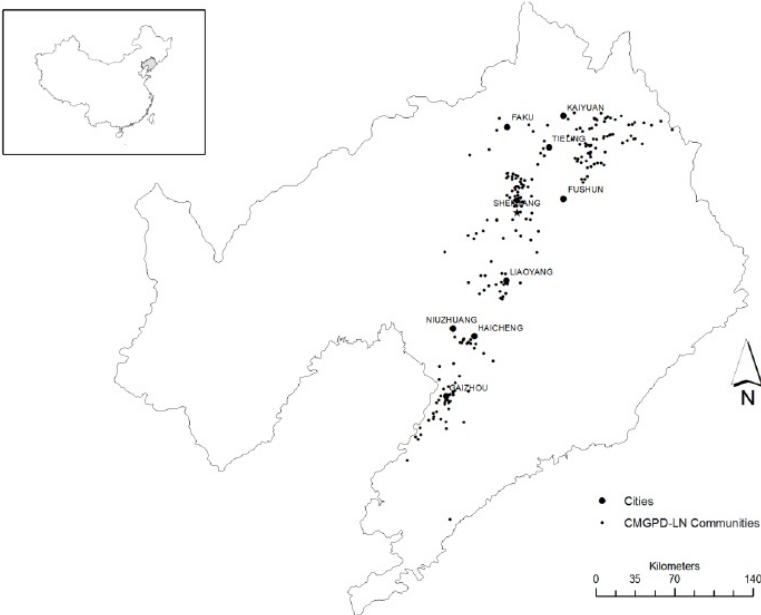 KAIYUAN
FAKU
TIELING
FUSHUN
SHENYANG
LIAOYANG
NIUZHUANG
HAICHENG
GAIZHOU
N
Cities
CMGPD-LN Communities
Kilometers
0 35 70 140